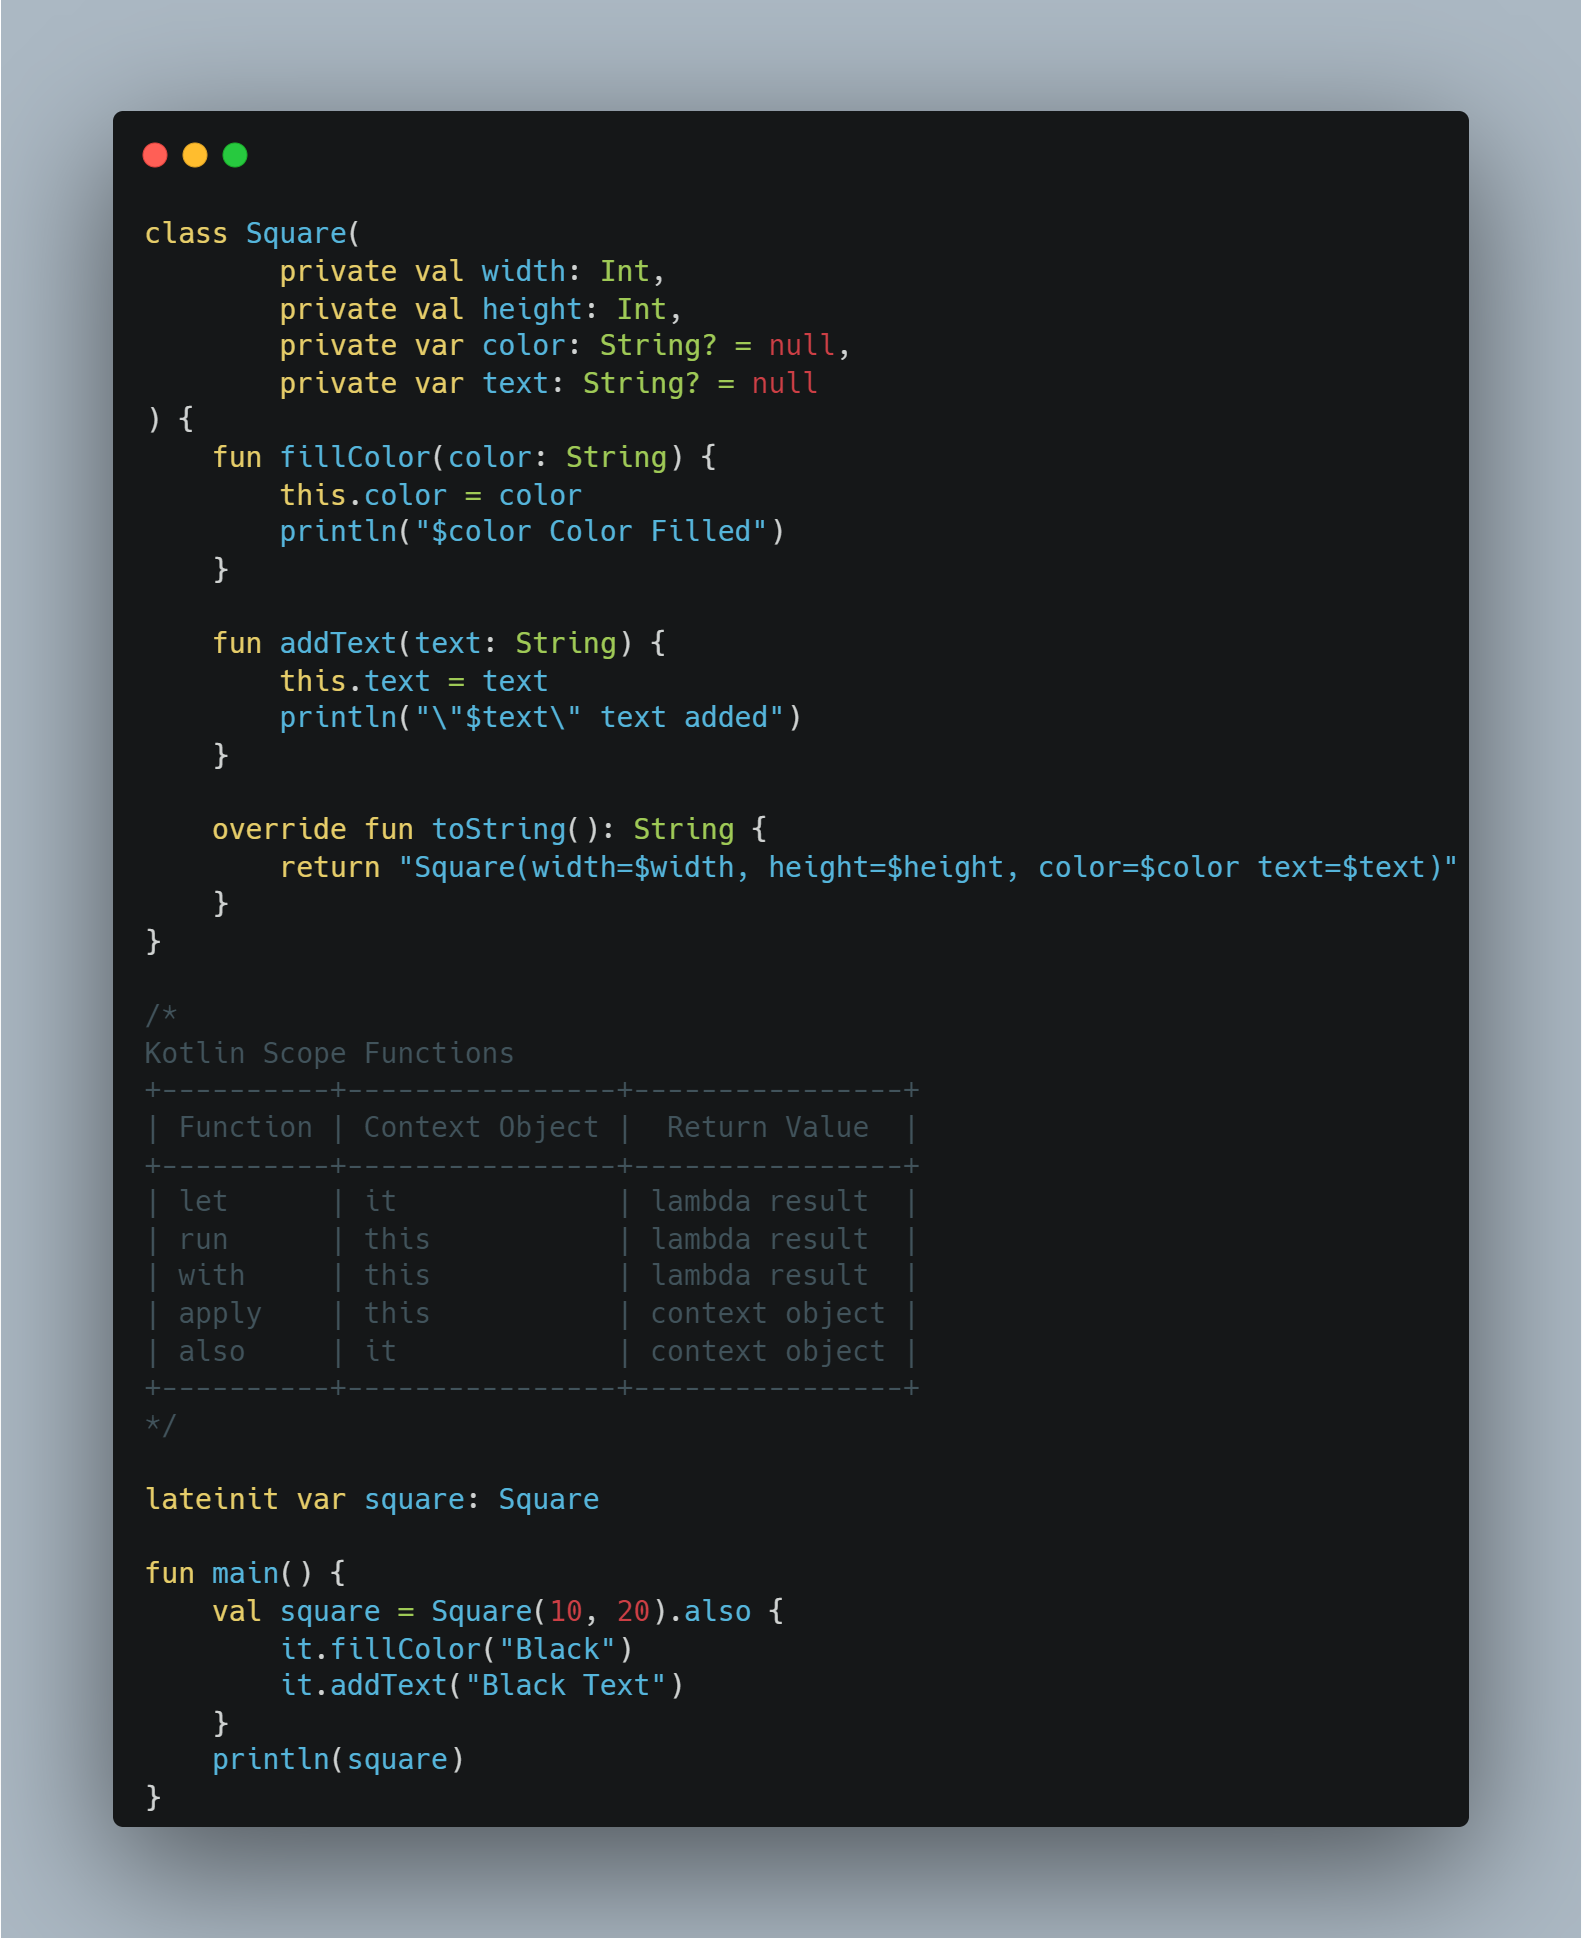 class Square(
        private val width: Int,
        private val height: Int,
        private var color: String? = null,
        private var text: String? = null
) {
    fun fillColor(color: String) {
        this.color = color
        println("$color Color Filled")
    }

    fun addText(text: String) {
        this.text = text
        println("\"$text\" text added")
    }

    override fun toString(): String {
        return "Square(width=$width, height=$height, color=$color text=$text)"
    }
}

/*
Kotlin Scope Functions
+----------+----------------+----------------+
| Function | Context Object |  Return Value  |
+----------+----------------+----------------+
| let      | it             | lambda result  |
| run      | this           | lambda result  |
| with     | this           | lambda result  |
| apply    | this           | context object |
| also     | it             | context object |
+----------+----------------+----------------+
*/

lateinit var square: Square

fun main() {
    val square = Square(10, 20).also {
        it.fillColor("Black")
        it.addText("Black Text")
    }
    println(square)
}